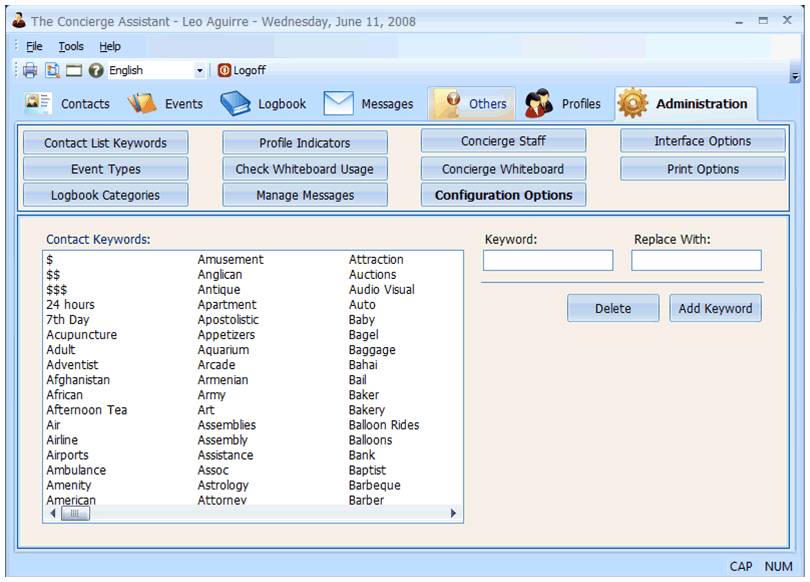 The Concierge Assistant - Leo Aguirre - Wednesday, June 11, 2008
File Tools Help
English Logoff
Contacts Events Logbook Messages Others Profiles Administration
Contact List Keywords Profile Indicators Concierge Staff Interface Options
Event Types Check Whiteboard Usage Concierge Whiteboard Print Options
Logbook Categories Manage Messages Configuration Options
Contact Keywords: Keyword: Replace With:
$ Amusement Attraction
$$ Anglican Auctions
$$$ Antique Audio Visual
24 hours Apartment Auto
7th Day Apostolistic Baby
Acupuncture Appetizers Bagel
Adult Aquarium Baggage
Adventist Arcade Bahai
Afghanistan Armenian Bail
African Army Baker
Afternoon Tea Art Bakery
Air Assemblies Balloon Rides
Airline Assembly Balloons
Airports Assistance Bank
Ambulance Assoc Baptist
Amenity Astrology Barbeque
American Attorney Barber
Delete Add Keyword
CAP NUM